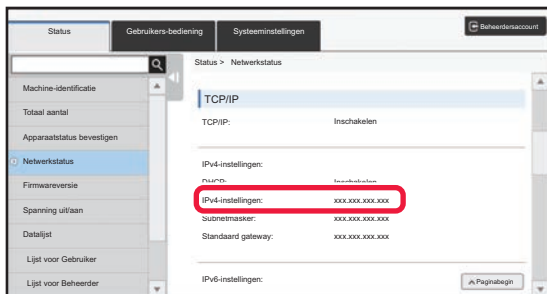 Status
Gebruikers-bediening
Systeeminstellingen
Beheerdersaccount
Status > Netwerkstatus
Machine-identificatie
Totaal aantal
Apparaatstatus bevestigen
Netwerkstatus
Firmwareversie
Spanning uit/aan
Datalijst
Lijst voor Gebruiker
Lijst voor Beheerder
TCP/IP
TCP/IP: Inschakelen
IPv4-instellingen:
DHCP: Inschakelen
IPv4-instellingen: xxx.xxx.xxx.xxx
Subnetmasker: xxx.xxx.xxx.xxx
Standaard gateway: xxx.xxx.xxx.xxx
IPv6-instellingen:
Paginabegin